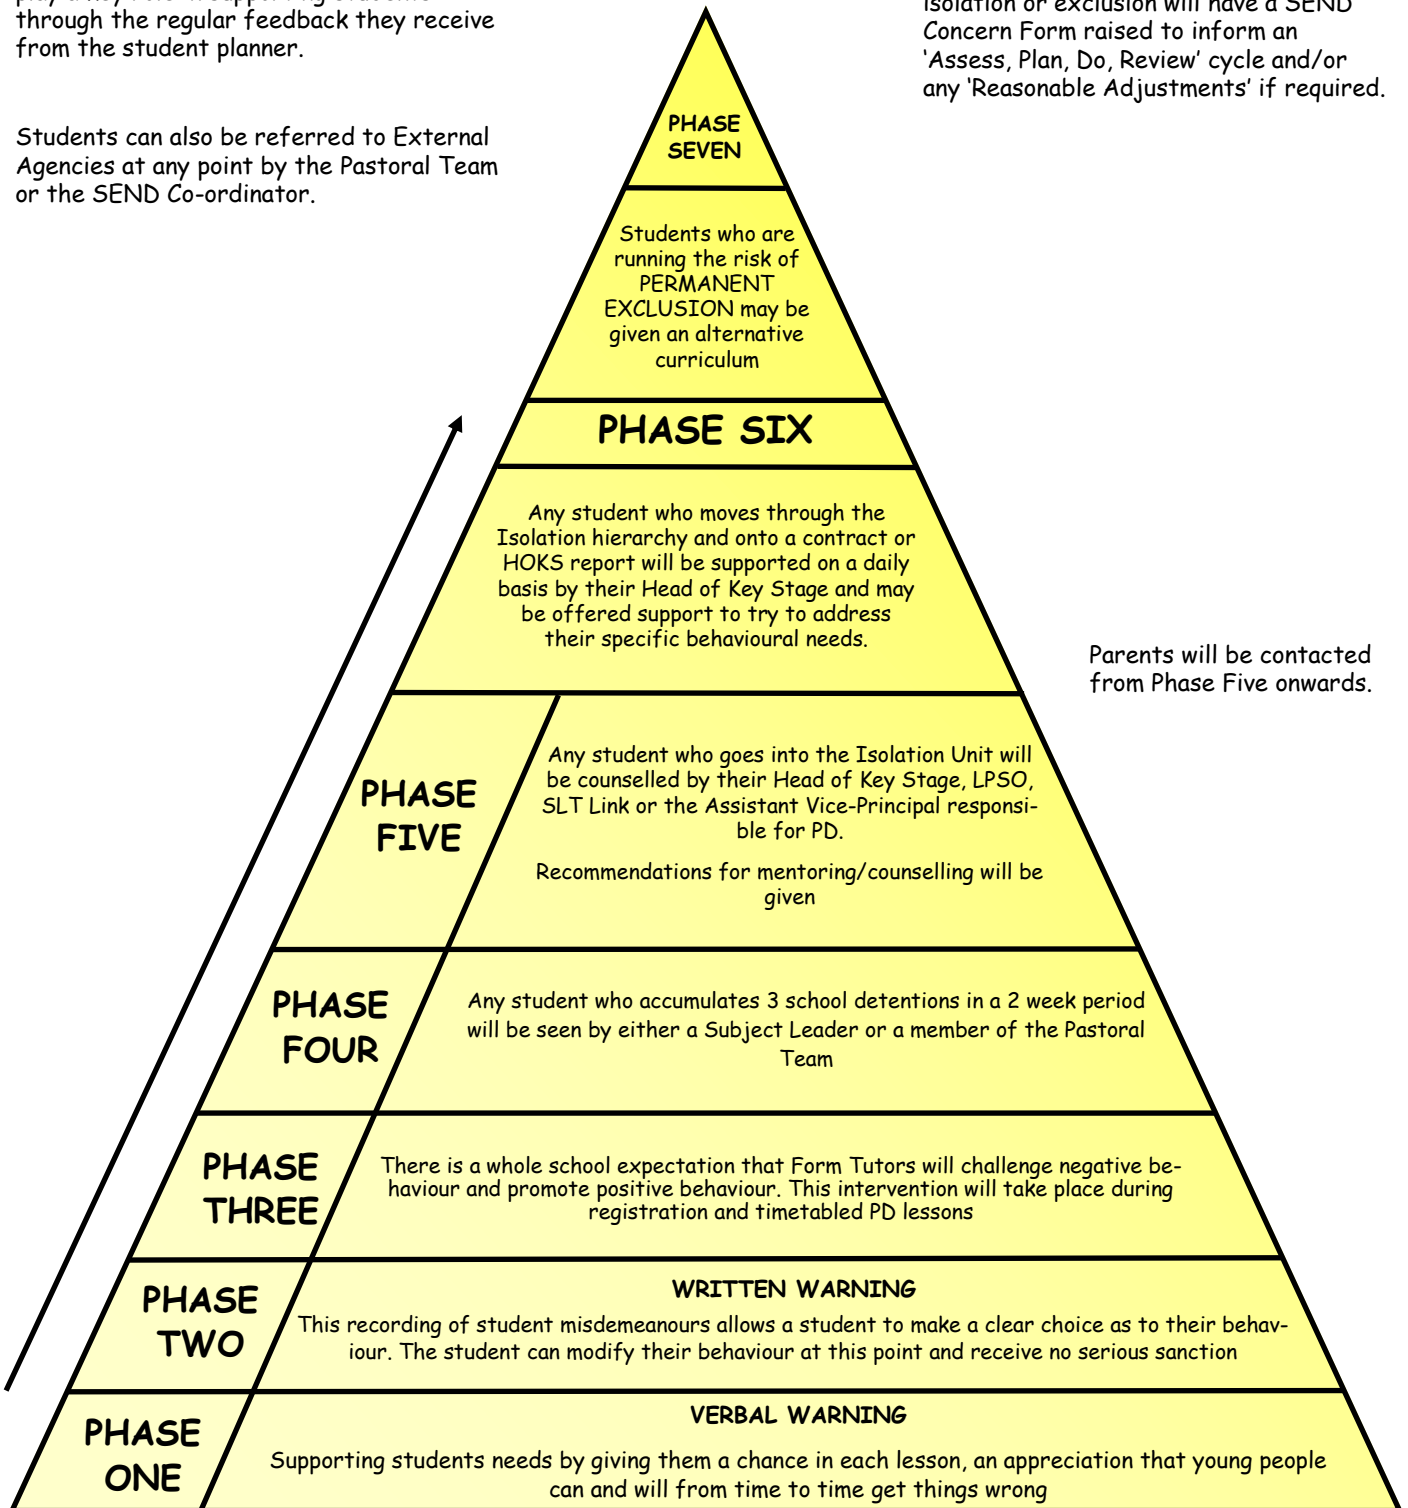 through the regular feedback they receive
from the student planner.
Students can also be referred to External
Agencies at any point by the Pastoral Team
or the SEND Co-ordinator.
isolation or exclusion will have a SEND
Concern Form raised to inform an
‘Assess, Plan, Do, Review’ cycle and/or
any ‘Reasonable Adjustments’ if required.
PHASE
SEVEN
Students who are
running the risk of
PERMANENT
EXCLUSION may be
given an alternative
curriculum
PHASE SIX
Any student who moves through the
Isolation hierarchy and onto a contract or
HOKS report will be supported on a daily
basis by their Head of Key Stage and may
be offered support to try to address
their specific behavioural needs.
Parents will be contacted
from Phase Five onwards.
PHASE
FIVE
Any student who goes into the Isolation Unit will
be counselled by their Head of Key Stage, LPSO,
SLT Link or the Assistant Vice-Principal responsi-
ble for PD.
Recommendations for mentoring/counselling will be
given
PHASE
FOUR
Any student who accumulates 3 school detentions in a 2 week period
will be seen by either a Subject Leader or a member of the Pastoral
Team
PHASE
THREE
There is a whole school expectation that Form Tutors will challenge negative be-
haviour and promote positive behaviour. This intervention will take place during
registration and timetabled PD lessons
PHASE
TWO
WRITTEN WARNING
This recording of student misdemeanours allows a student to make a clear choice as to their behav-
iour. The student can modify their behaviour at this point and receive no serious sanction
PHASE
ONE
VERBAL WARNING
Supporting students needs by giving them a chance in each lesson, an appreciation that young people
can and will from time to time get things wrong